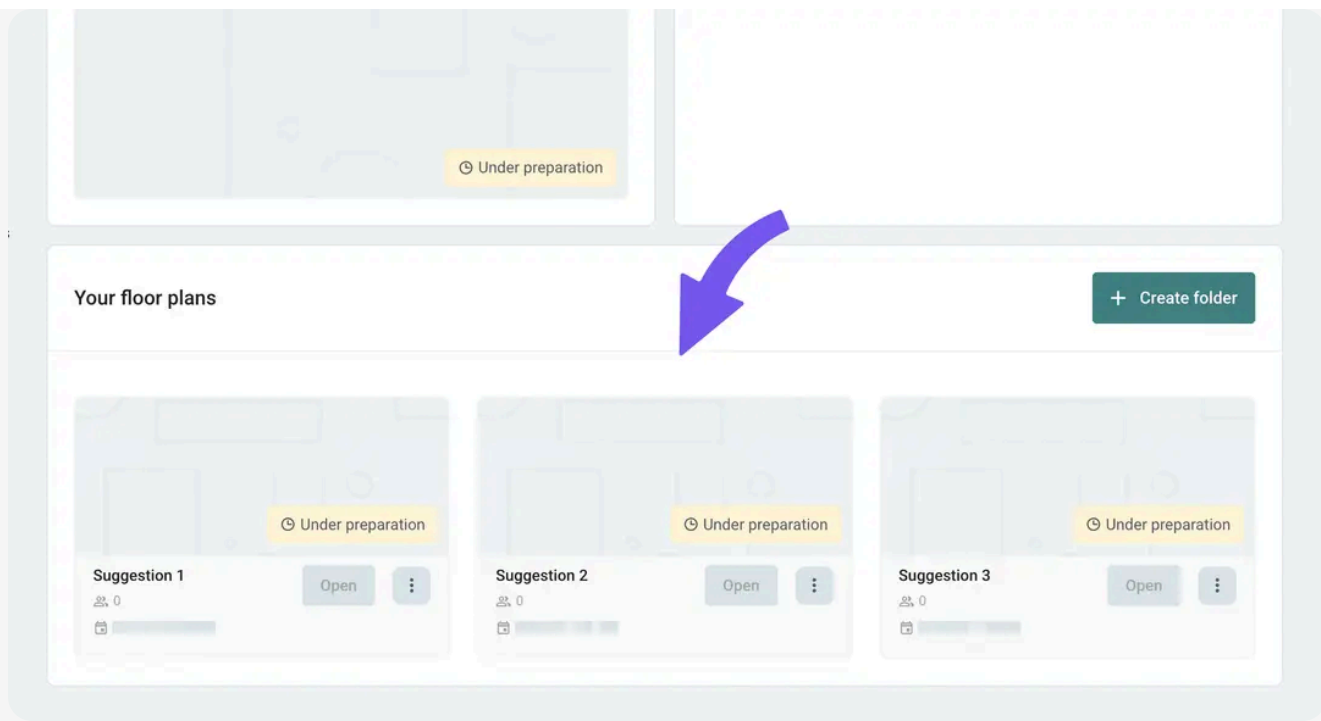 Under preparation
s
Your floor plans
+ Create folder
Under preparation
Under preparation
Under preparation
Suggestion 1
Open
0
Suggestion 2
Open
0
Suggestion 3
Open
0